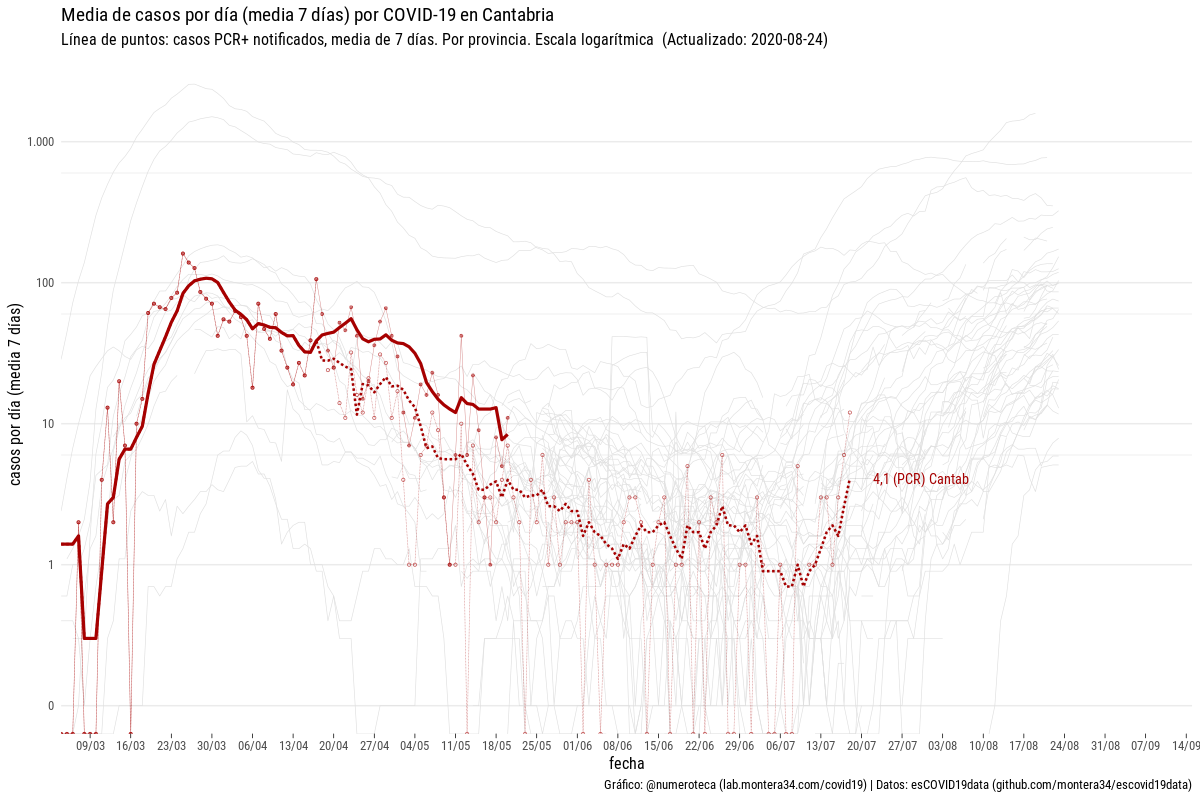 Media de casos por día (media 7 días) por COVID-19 en Cantabria
Línea de puntos: casos PCR+ notificados, media de 7 días. Por provincia. Escala logarítmica  (Actualizado: 2020-08-24)
casos por día (media 7 días)
1.000
100
10
1
0
4,1 (PCR) Cantab
09/03 16/03 23/03 30/03 06/04 13/04 20/04 27/04 04/05 11/05 18/05 25/05 01/06 08/06 15/06 22/06 29/06 06/07 13/07 20/07 27/07 03/08 10/08 17/08 24/08 31/08 07/09 14/09
fecha
Gráfico: @numeroteca (lab.montera34.com/covid19) | Datos: esCOVID19data (github.com/montera34/escovid19data)